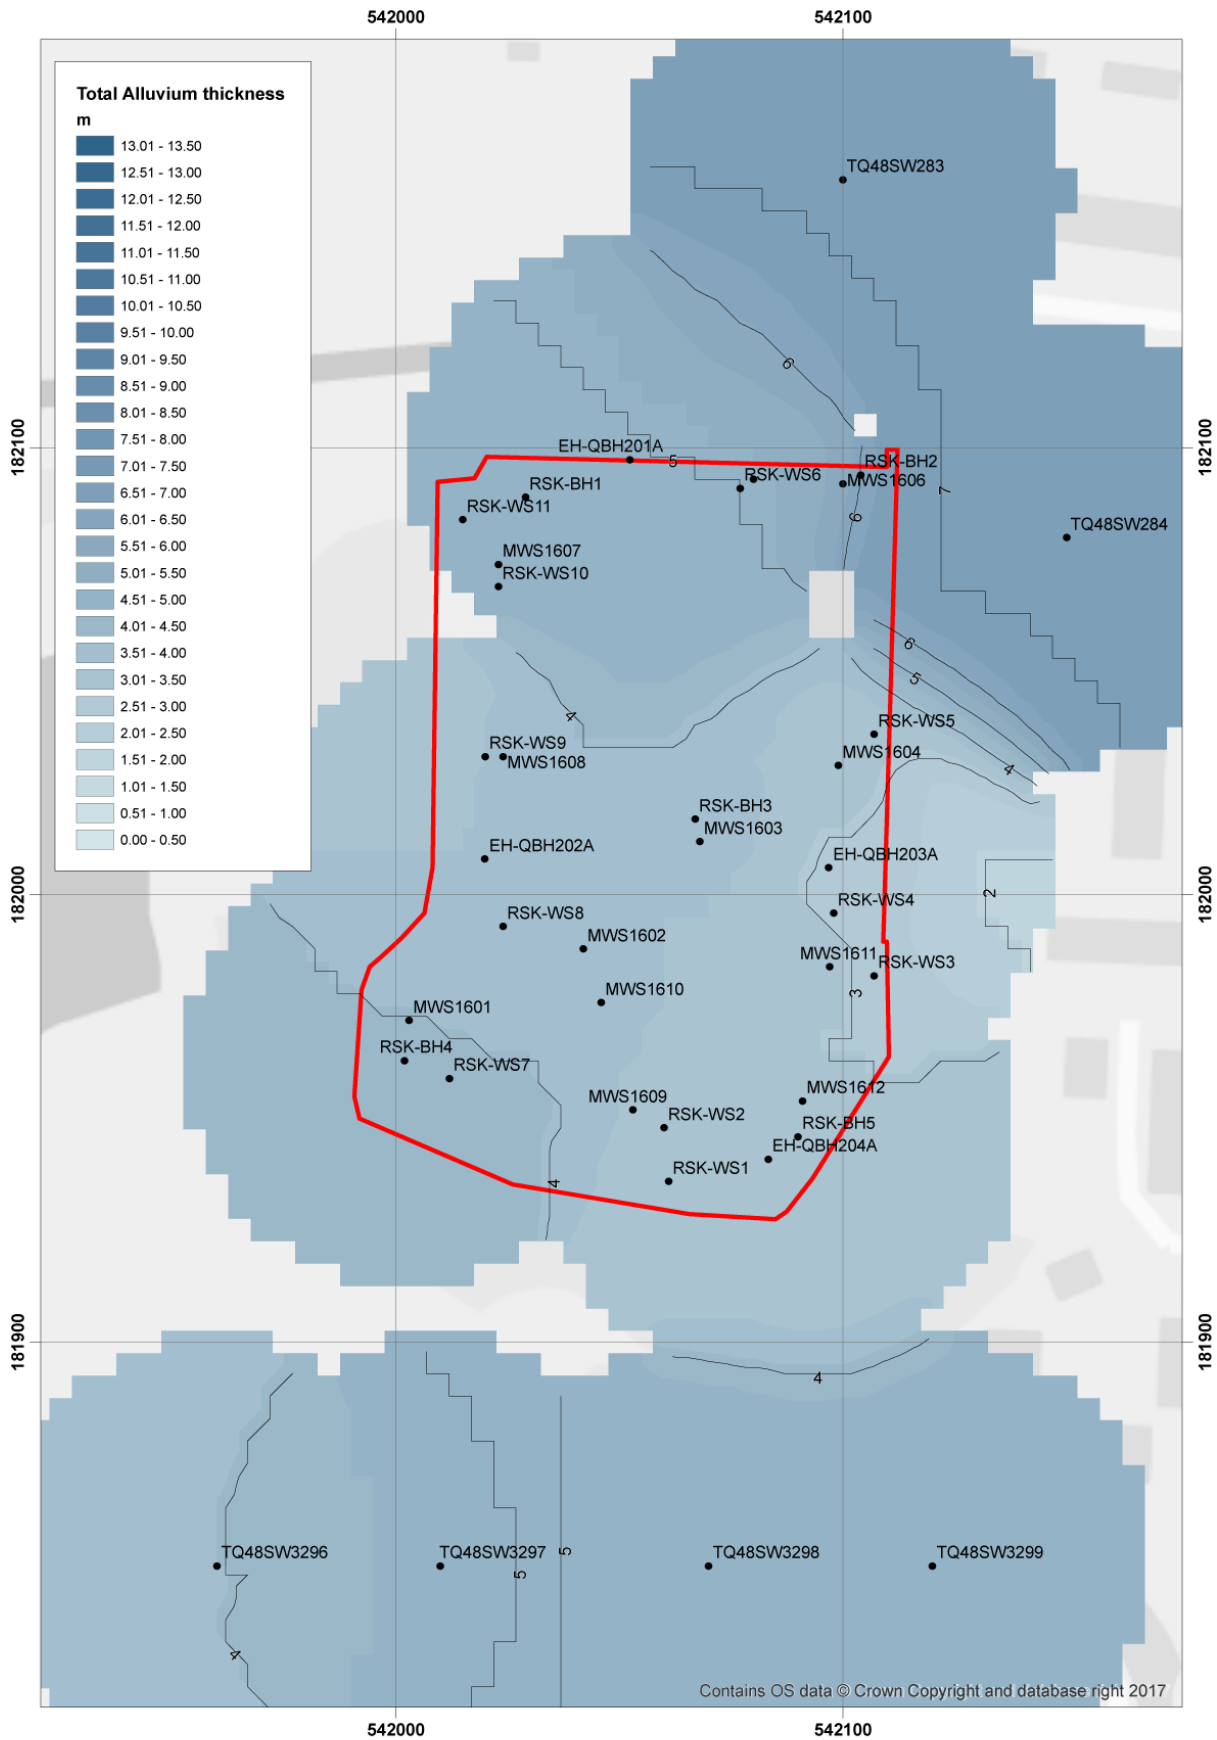 542000
542100
Total Alluvium thickness
m
13.01 - 13.50
12.51 - 13.00
12.01 - 12.50
11.51 - 12.00
11.01 - 11.50
10.51 - 11.00
10.01 - 10.50
9.51 - 10.00
9.01 - 9.50
8.51 - 9.00
8.01 - 8.50
7.51 - 8.00
7.01 - 7.50
6.51 - 7.00
6.01 - 6.50
5.51 - 6.00
5.01 - 5.50
4.51 - 5.00
4.01 - 4.50
3.51 - 4.00
3.01 - 3.50
2.51 - 3.00
2.01 - 2.50
1.51 - 2.00
1.01 - 1.50
0.51 - 1.00
0.00 - 0.50
TQ48SW283
6
182100
182100
EH-QBH201A
5
RSK-WS6
RSK-BH2
MWS1606
RSK-BH1
7
RSK-WS11
6
TQ48SW284
MWS1607
RSK-WS10
6
5
4
RSK-WS5
RSK-WS9
MWS1608
MWS1604
4
RSK-BH3
MWS1603
EH-QBH202A
EH-QBH203A
182000
182000
2
RSK-WS4
RSK-WS8
MWS1602
MWS1611
RSK-WS3
MWS1610
3
MWS1601
RSK-BH4
RSK-WS7
MWS1609
MWS1612
RSK-WS2
RSK-BH5
EH-QBH204A
RSK-WS1
4
181900
181900
4
TQ48SW3296
TQ48SW3297
5
5
TQ48SW3298
TQ48SW3299
4
Contains OS data © Crown Copyright and database right 2017
542000
542100